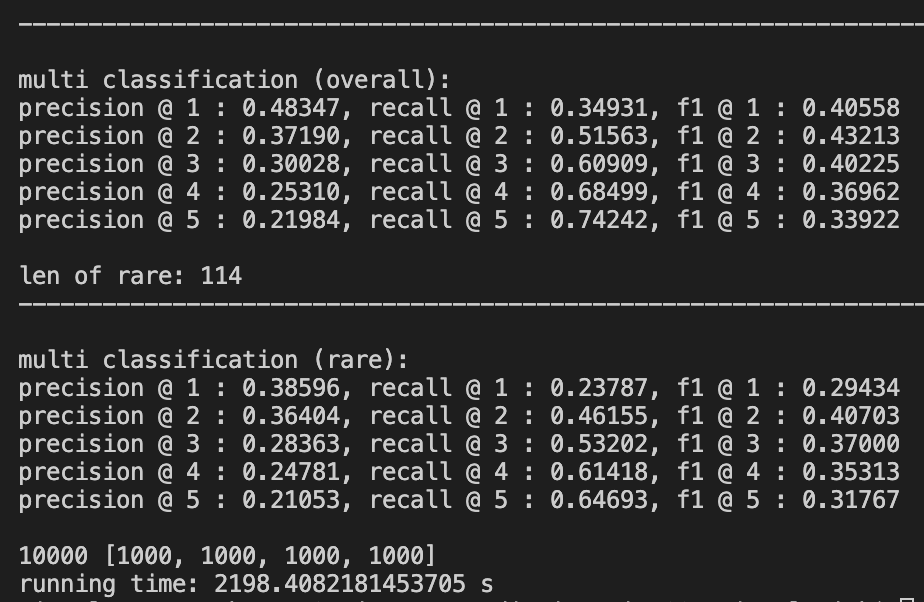 multi classification (overall):
precision @ 1 : 0.48347, recall @ 1 : 0.34931, f1 @ 1 : 0.40558
precision @ 2 : 0.37190, recall @ 2 : 0.51563, f1 @ 2 : 0.43213
precision @ 3 : 0.30028, recall @ 3 : 0.60909, f1 @ 3 : 0.40225
precision @ 4 : 0.25310, recall @ 4 : 0.68499, f1 @ 4 : 0.36962
precision @ 5 : 0.21984, recall @ 5 : 0.74242, f1 @ 5 : 0.33922
len of rare: 114
multi classification (rare):
precision @ 1 : 0.38596, recall @ 1 : 0.23787, f1 @ 1 : 0.29434
precision @ 2 : 0.36404, recall @ 2 : 0.46155, f1 @ 2 : 0.40703
precision @ 3 : 0.28363, recall @ 3 : 0.53202, f1 @ 3 : 0.37000
precision @ 4 : 0.24781, recall @ 4 : 0.61418, f1 @ 4 : 0.35313
precision @ 5 : 0.21053, recall @ 5 : 0.64693, f1 @ 5 : 0.31767
10000 [1000, 1000, 1000, 1000]
running time: 2198.4082181453705 s